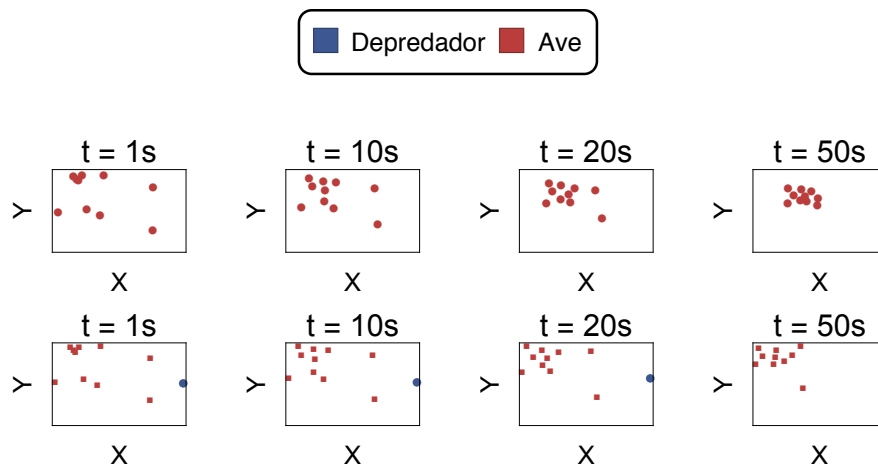 Depredador Ave
t = 1s t = 10s t = 20s t = 50s
Y Y Y Y
X X X X
t = 1s t = 10s t = 20s t = 50s
Y Y Y Y
X X X X